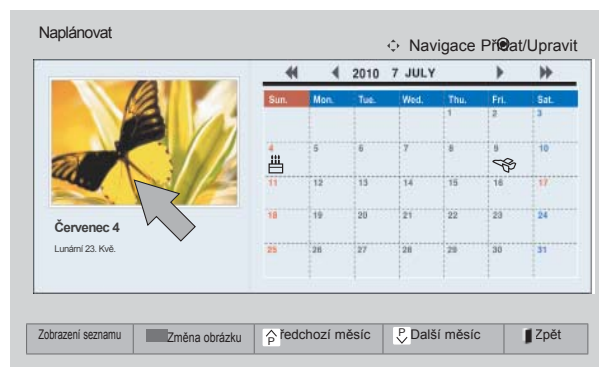 Naplánovat
Navigace Přidat/Upravit
2010 7 JULY
Sun. Mon. Tue. Wed. Thu. Fri. Sat.
1 2 3
4 5 6 7 8 9 10
11 12 13 14 15 16 17
18 19 20 21 22 23 24
25 26 27 28 29 30 31
Červenec 4
Lunární 23. Kvě.
Zobrazení seznamu Změna obrázku P ředchozí měsíc P Další měsíc Zpět